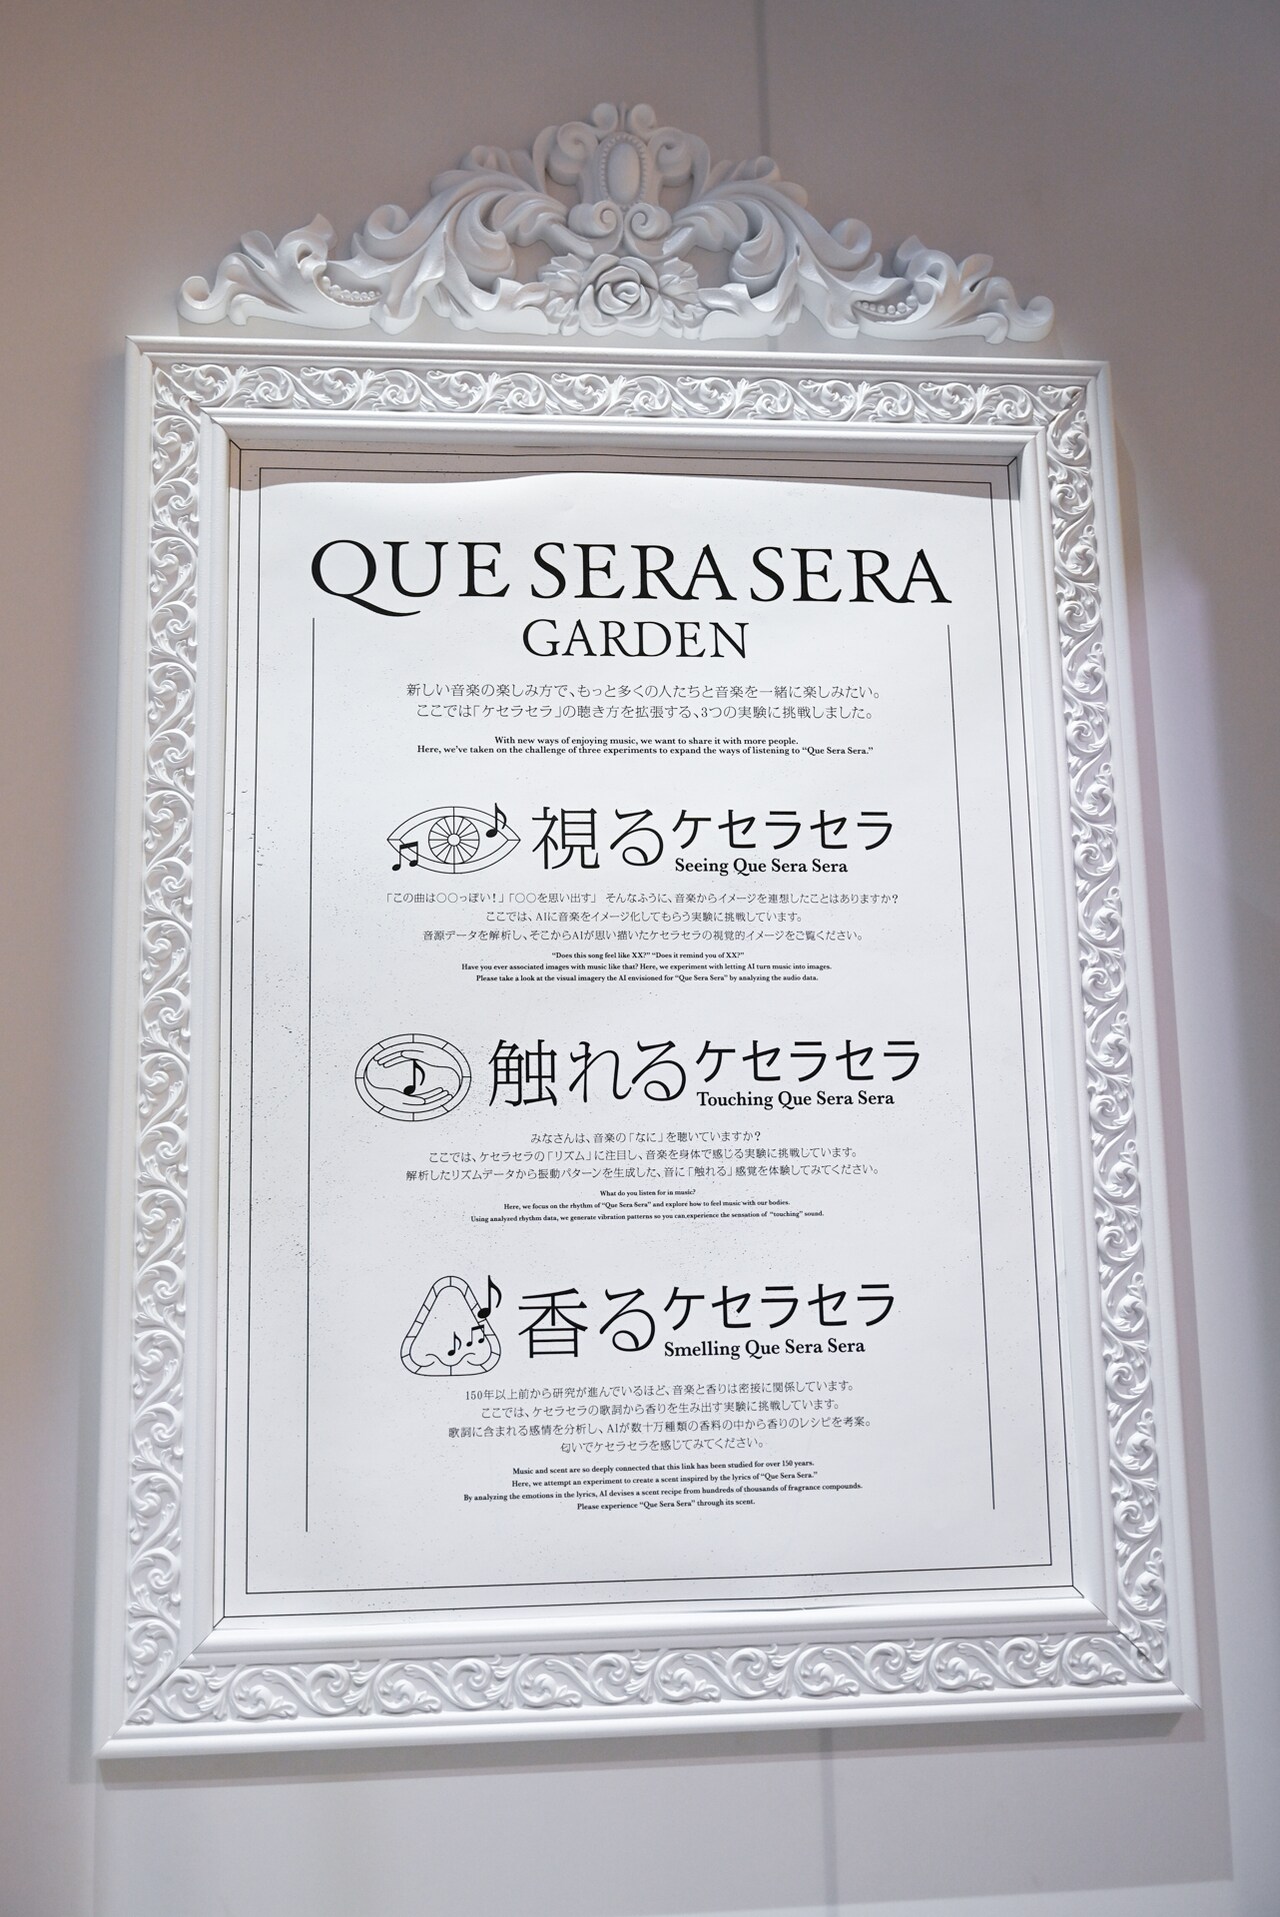 QUE SERA SERA
GARDEN
新しい音楽の楽しみ方で、もっと多くの人たちと音楽を一緒に楽しみたい。
ここでは「ケセラセラ」の聴き方を拡張する、3つの実験に挑戦しました。
With new ways of enjoying music, we want to share it with more people.
Here, we've taken on the challenge of three experiments to expand the ways of listening to “Que Sera Sera.”
視るケセラセラ
Seeing Que Sera Sera
「この曲は〇〇っぽい!」「〇〇を思い出す」 そんなふうに、音楽からイメージを連想したことはありますか?
ここでは、AIに音楽をイメージ化してもらう実験に挑戦しています。
音源データを解析し、そこからAIが思い描いたケセラセラの視覚的イメージをご覧ください。
“Does this song feel like XX?” “Does it remind you of XX?”
Have you ever associated images with music like that? Here, we experiment with letting AI turn music into images.
Please take a look at the visual imagery the AI envisioned for “Que Sera Sera” by analyzing the audio data.
触れるケセラセラ
Touching Que Sera Sera
みなさんは、音楽の「なに」を聴いていますか?
ここでは、ケセラセラの「リズム」に注目し、音楽を身体で感じる実験に挑戦しています。
解析したリズムデータから振動パターンを生成した、音に「触れる」感覚を体験してみてください。
What do you listen for in music?
Here, we focus on the rhythm of “Que Sera Sera” and explore how to feel music with our bodies.
Using analyzed rhythm data, we generate vibration patterns so you can experience the sensation of “touching” sound.
香るケセラセラ
Smelling Que Sera Sera
150年以上前から研究が進んでいるほど、音楽と香りは密接に関係しています。
ここでは、ケセラセラの歌詞から香りを生み出す実験に挑戦しています。
歌詞に含まれる感情を分析し、AIが数十万種類の香料の中から香りのレシピを考案。
匂いでケセラセラを感じてみてください。
Music and scent are so deeply connected that this link has been studied for over 150 years.
Here, we attempt an experiment to create a scent inspired by the lyrics of “Que Sera Sera.”
By analyzing the emotions in the lyrics, AI devises a scent recipe from hundreds of thousands of fragrance compounds.
Please experience “Que Sera Sera” through its scent.